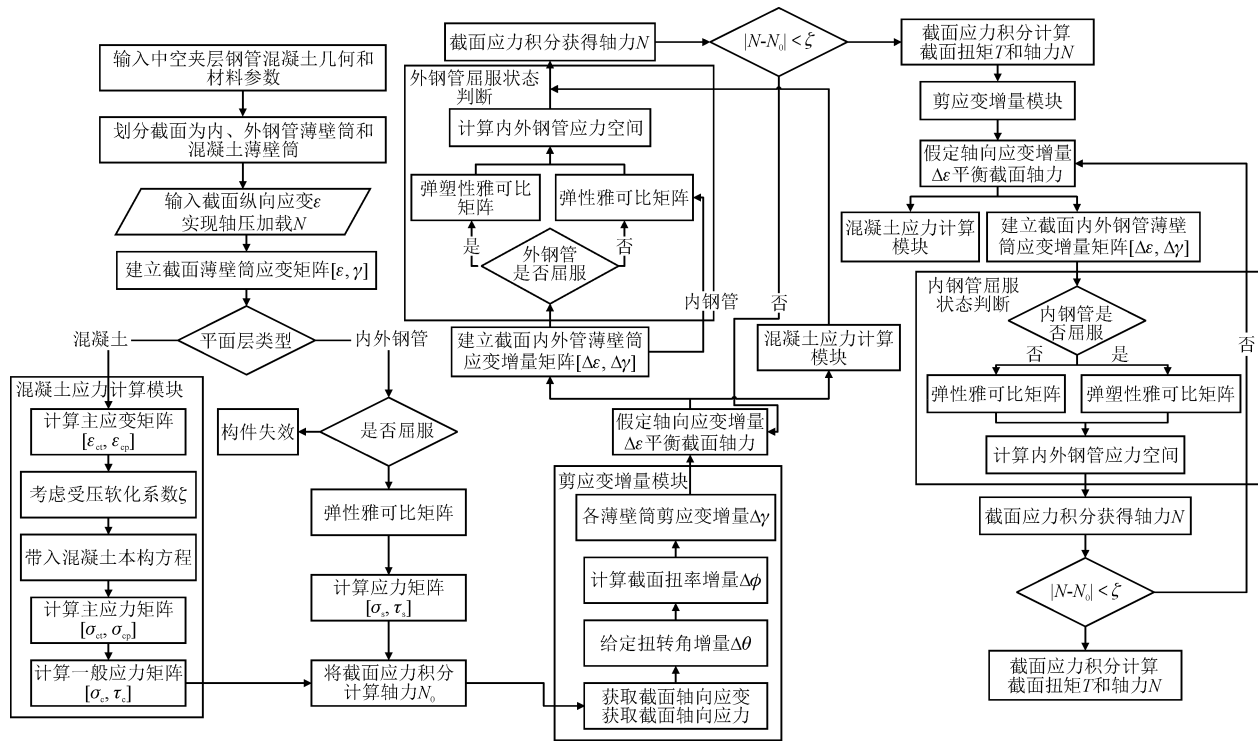 输入中空夹层钢管混凝土几何和
材料参数
划分截面为内、外钢管薄壁筒和
混凝土薄壁筒
输入截面纵向应变ε
实现轴压加载N
建立截面薄壁筒应变矩阵[ε, γ]
平面层类型
混凝土
内外钢管
混凝土应力计算模块
计算主应变矩阵
[εct, εcp]
考虑受压软化系数ζ
带入混凝土本构方程
计算主应力矩阵
[σct, σcp]
计算一般应力矩阵
[σc, τc]
是否屈服
构件失效
弹性雅可比矩阵
计算应力矩阵
[σs, τs]
将截面应力积分
计算轴力N0
获取截面轴向应变
获取截面轴向应力
给定扭转角增量Δθ
计算截面扭率增量Δϕ
各薄壁筒剪应变增量Δγ
剪应变增量模块
假定轴向应变增量
Δε平衡截面轴力
建立截面内外管薄壁筒
应变增量矩阵[Δε, Δγ]
混凝土应力计算
模块
内钢管
外钢管
是否屈服
是
否
弹塑性雅可比
矩阵
弹性雅可比矩阵
计算内外钢管应力空间
外钢管屈服状态
判断
截面应力积分获得轴力N
|N-N0| < ζ
否
截面应力积分计算
截面扭矩T和轴力N
剪应变增量模块
假定轴向应变增量
Δε平衡截面轴力
混凝土应力计算
模块
建立截面内外钢管薄壁
筒应变增量矩阵[Δε, Δγ]
内钢管屈服
状态判断
内钢管是
否屈服
否
是
弹性雅可比矩阵
弹塑性雅可比矩阵
计算内外钢管应力空间
截面应力积分获得轴力N
|N-N0| < ζ
否
截面应力积分计算
截面扭矩T和轴力N